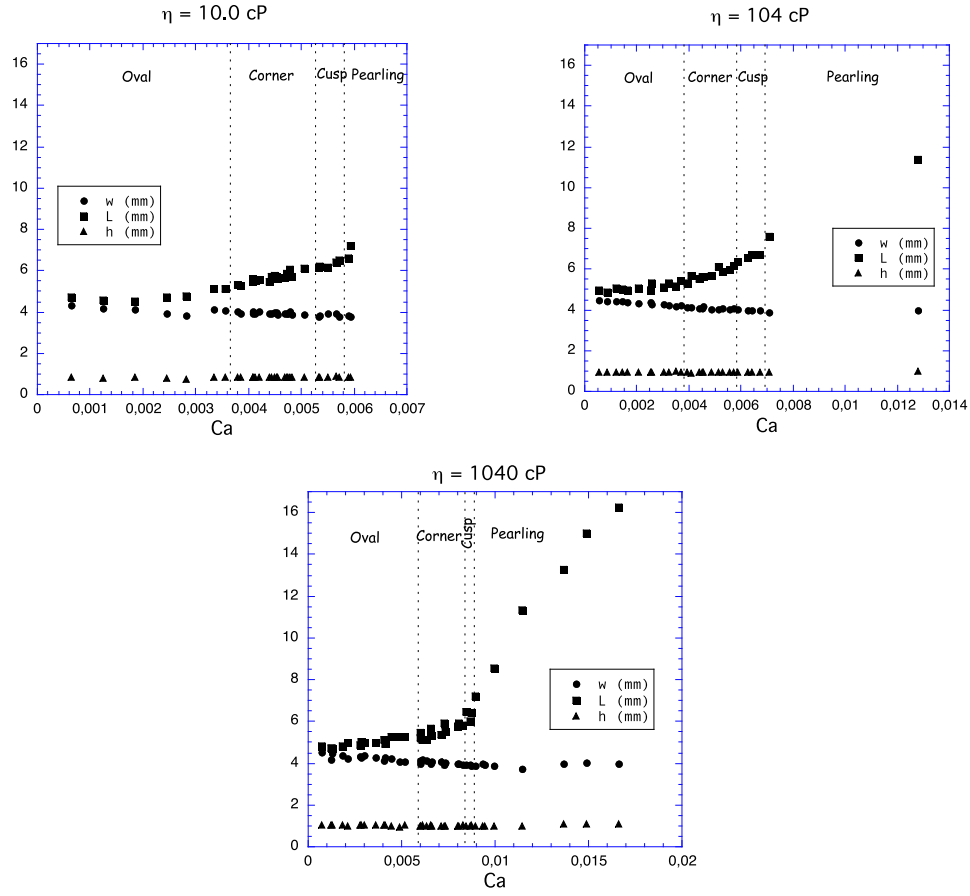 η = 10.0 cP
16
14
12
10
8
6
4
2
0
Oval
Corner
Cusp
Pearling
w (mm)
L (mm)
h (mm)
0
0,001
0,002
0,003
0,004
0,005
0,006
0,007
Ca
η = 104 cP
16
14
12
10
8
6
4
2
0
Oval
Corner
Cusp
Pearling
w (mm)
L (mm)
h (mm)
0
0,002
0,004
0,006
0,008
0,01
0,012
0,014
Ca
η = 1040 cP
16
14
12
10
8
6
4
2
0
Oval
Corner
Cusp
Pearling
w (mm)
L (mm)
h (mm)
0
0,005
0,01
0,015
0,02
Ca